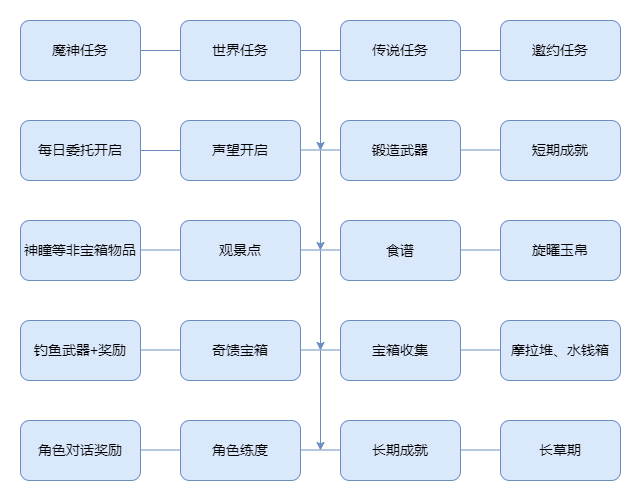 魔神任务
世界任务
传说任务
邀约任务
每日委托开启
声望开启
锻造武器
短期成就
神瞳等非宝箱物品
观景点
食谱
旋曜玉帛
钓鱼武器+奖励
奇馈宝箱
宝箱收集
摩拉堆、水钱箱
角色对话奖励
角色练度
长期成就
长草期